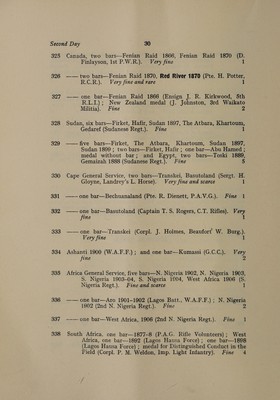 Second Day 30
325 Canada, two bars—Fenian Raid 1866, Fenian Raid 1870 (D.
Finlayson, 1st P.W.R.). Very fine 1
326 —— two bars—Fenian Raid 1870, Red River 1870 (Pte. H. Potter,
R.C.R.). Very fine and rare 1
327 —— one bar—Fenian Raid 1866 (Ensign J. R. Kirkwood, 5th
R.L.I.); New Zealand medal (J. Johnston, 3rd Waikato
Militia). Fine 2
328 Sudan, six bars—Firket, Hafir, Sudan 1897, The Atbara, Khartoum,
Gedaref (Sudanese Regt.). Fine 1
329 —— five bars—Firket, The Atbara, Khartoum, Sudan 1897,
Sudan 1899; two bars—Firket, Hafir; one bar—Abu Hamed;
medal without bar; and Egypt, two bars—Toski 1889,
Gemaizah 1888 (Sudanese Regt.). Fine 5
330 Cape General Service, two bars—Transkei, Basutoland (Sergt. H.
Gloyne, Landrey's L. Horse). Very fine and scarce 1
331 —— one bar—Bechuanaland (Pte. R. Dienett, P.A.V.G.). Fine 1
332 —— one bar—Basutoland (Captain T. S. Rogers, C.T. Rifles). Very
fine 1
333 —— one bar—Transkei (Corpl. J. Holmes, Beaufort W. Burg.).
Very fine 1
334 Ashanti 1900 (W.A.F.F.); and one bar—Kumassi (G.C.C.). Very
fine 2
335 Africa General Service, five bars—N. Nigeria 1902, N. Nigeria 1903,
S. Nigeria 1903-04, S. Nigeria 1904, West Africa 1906 (S.
Nigeria Regt.). Fine and scarce 1
336 —— one bar—Aro 1901-1902 (Lagos Batt., W.A.F.F.); N. Nigeria
1902 (2nd N. Nigeria Regt.). Fine 2
337 —— one bar—West Africa, 1906 (2nd N. Nigeria Regt.). Fine 1
338 South Africa, one bar—1877-8 (P.A.G. Rifle Volunteers); West
Africa, one bar—1892 (Lagos Haussa Force); one bar—1898
(Lagos Haussa Force); medal for Distinguished Conduct in the
Field (Corpl. P. M. Weldon, Imp. Light Infantry). Fine 4